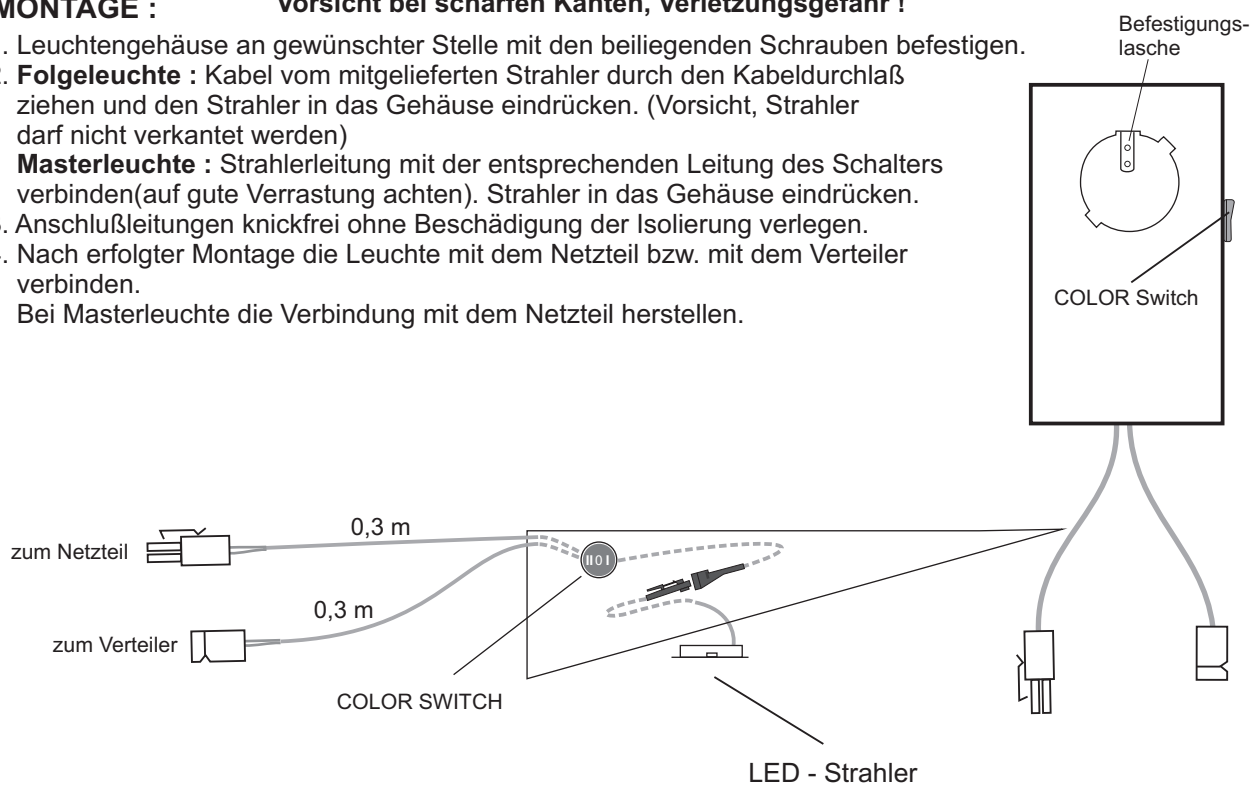 MONTAGE :
Vorsicht bei scharfen Kanten, Verletzungsgefahr !
. Leuchtengehäuse an gewünschter Stelle mit den beiliegenden Schrauben befestigen.
2. Folgeleuchte : Kabel vom mitgelieferten Strahler durch den Kabeldurchlaß
ziehen und den Strahler in das Gehäuse eindrücken. (Vorsicht, Strahler
darf nicht verkantet werden)
Masterleuchte : Strahlerleitung mit der entsprechenden Leitung des Schalters
verbinden(auf gute Verrastung achten). Strahler in das Gehäuse eindrücken.
3. Anschlußleitungen knickfrei ohne Beschädigung der Isolierung verlegen.
. Nach erfolgter Montage die Leuchte mit dem Netzteil bzw. mit dem Verteiler
verbinden.
Bei Masterleuchte die Verbindung mit dem Netzteil herstellen.
Befestigungs-
lasche
COLOR Switch
zum Netzteil
0,3 m
II 0 I
zum Verteiler
0,3 m
COLOR SWITCH
LED - Strahler